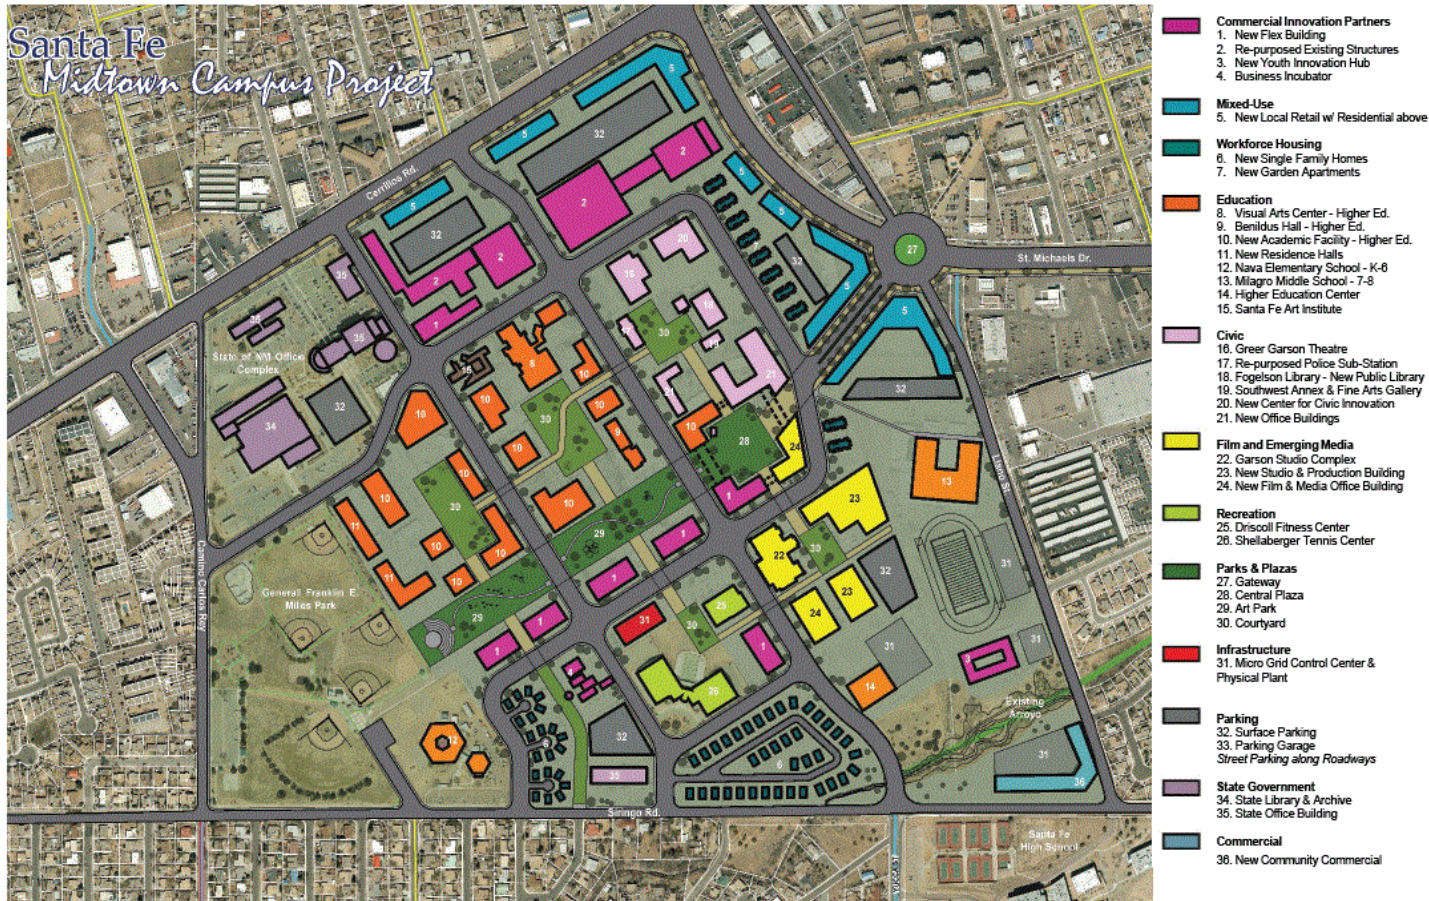 Santa Fe
Midtown Campus Project
Cerrillos Rd.
St. Michaels Dr.
State of NM Office
Complex
Camino Carlos Rey
Llano St.
General Franklin E.
Miles Park
Existing
Arroyo
Siringo Rd.
Santa Fe
High School
Commercial Innovation Partners
1. New Flex Building
2. Re-purposed Existing Structures
3. New Youth Innovation Hub
4. Business Incubator
Mixed-Use
5. New Local Retail w/ Residential above
Workforce Housing
6. New Single Family Homes
7. New Garden Apartments
Education
8. Visual Arts Center - Higher Ed.
9. Benildus Hall - Higher Ed.
10. New Academic Facility - Higher Ed.
11. New Residence Halls
12. Nava Elementary School - K-6
13. Milagro Middle School - 7-8
14. Higher Education Center
15. Santa Fe Art Institute
Civic
16. Greer Garson Theatre
17. Re-purposed Police Sub-Station
18. Fogelson Library - New Public Library
19. Southwest Annex & Fine Arts Gallery
20. New Center for Civic Innovation
21. New Office Buildings
Film and Emerging Media
22. Garson Studio Complex
23. New Studio & Production Building
24. New Film & Media Office Building
Recreation
25. Driscoll Fitness Center
26. Shellaberger Tennis Center
Parks & Plazas
27. Gateway
28. Central Plaza
29. Art Park
30. Courtyard
Infrastructure
31. Micro Grid Control Center &
Physical Plant
Parking
32. Surface Parking
33. Parking Garage
Street Parking along Roadways
State Government
34. State Library & Archive
35. State Office Building
Commercial
36. New Community Commercial